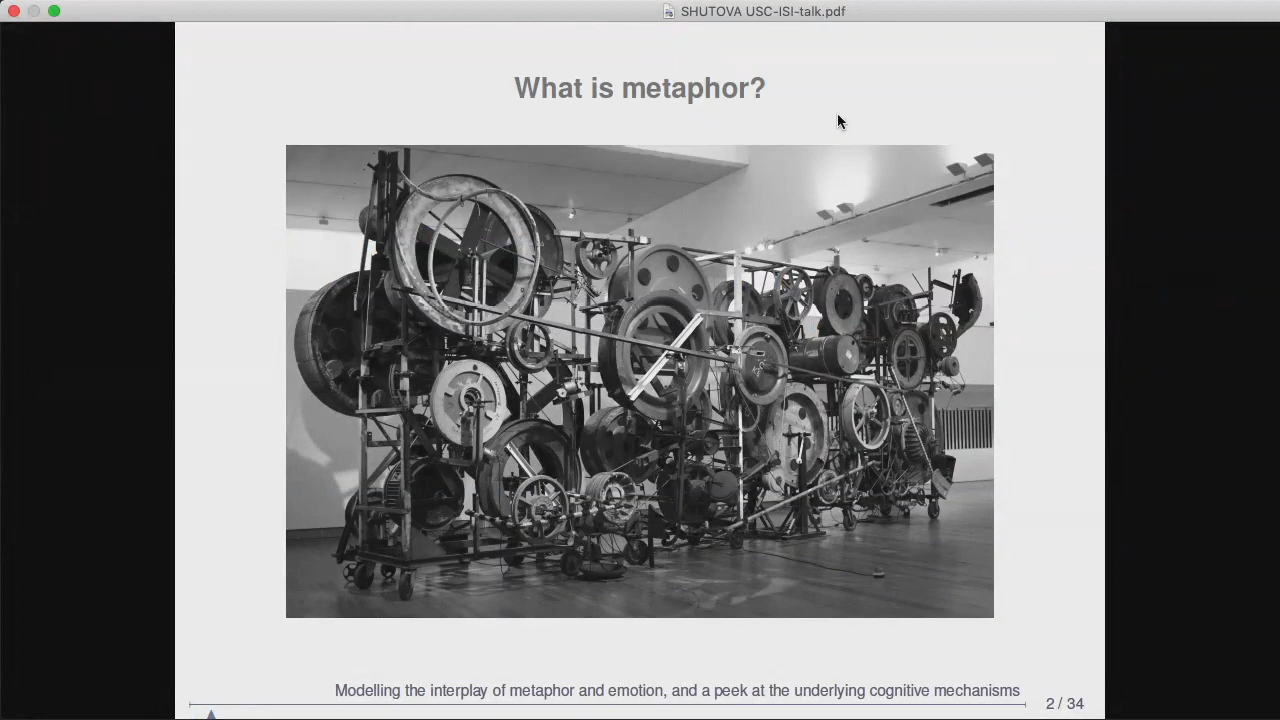 SHUTOVA USC-ISI-talk.pdf
What is metaphor?
Modelling the interplay of metaphor and emotion, and a peek at the underlying cognitive mechanisms
2 / 34